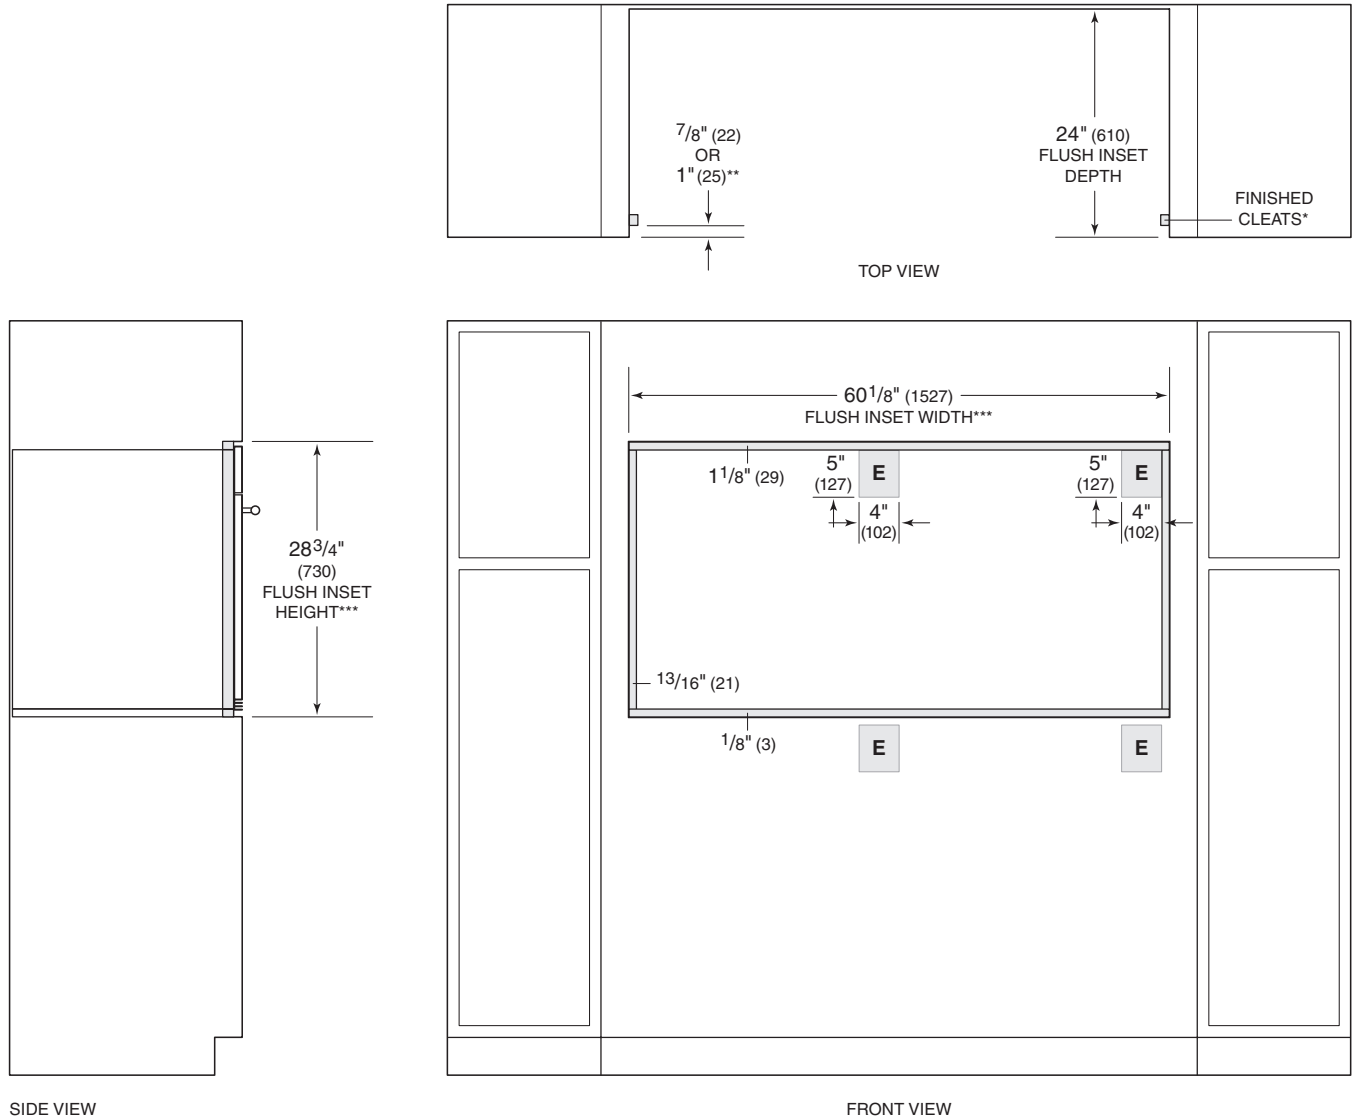 7/8" (22)
OR
1" (25)**
24" (610)
FLUSH INSET
DEPTH
FINISHED
CLEATS*
TOP VIEW
60 1/8" (1527)
FLUSH INSET WIDTH***
1 1/8" (29)
5"
(127)
E
4"
(102)
5"
(127)
E
4"
(102)
28 3/4"
(730)
FLUSH INSET
HEIGHT***
13/16" (21)
1/8" (3)
E
E
SIDE VIEW
FRONT VIEW